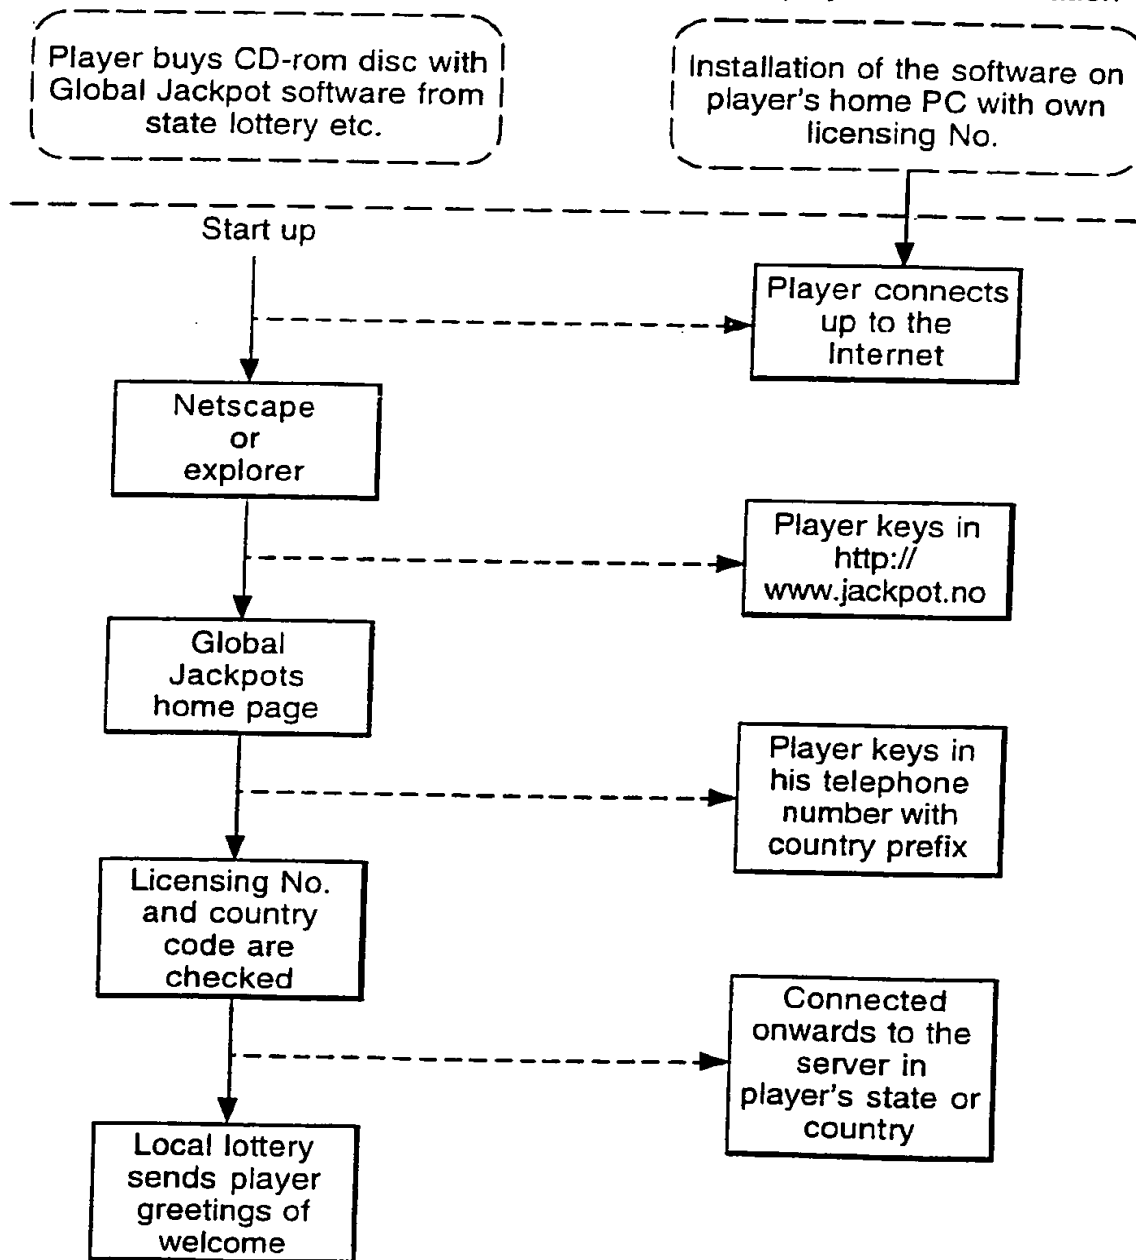 Player buys CD-rom disc with
Global Jackpot software from
state lottery etc.
Installation of the software on
player's home PC with own
licensing No.
Start up
Player connects
up to the
Internet
Netscape
or
explorer
Player keys in
http://
www.jackpot.no
Global
Jackpots
home page
Player keys in
his telephone
number with
country prefix
Licensing No.
and country
code are
checked
Connected
onwards to the
server in
player's state or
country
Local lottery
sends player
greetings of
welcome